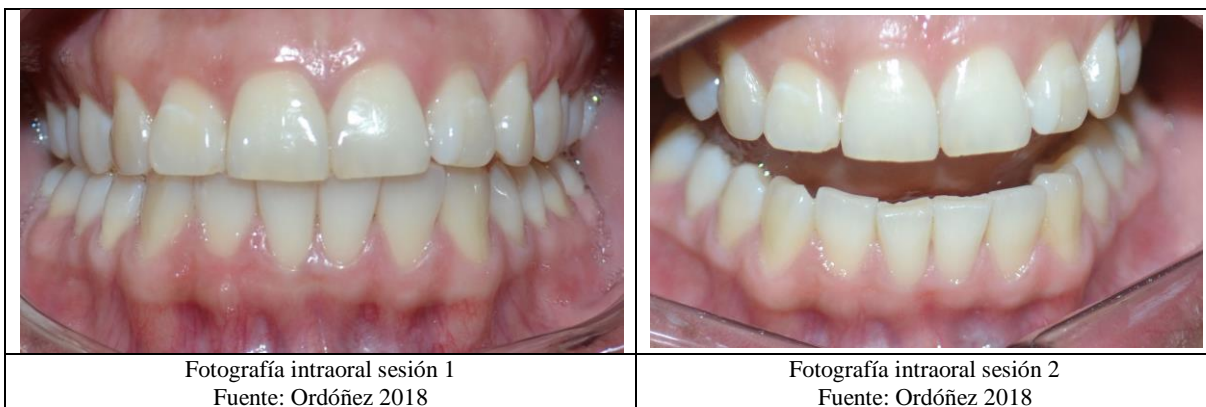 Fotografía intraoral sesión 1
Fuente: Ordóñez 2018
Fotografía intraoral sesión 2
Fuente: Ordóñez 2018